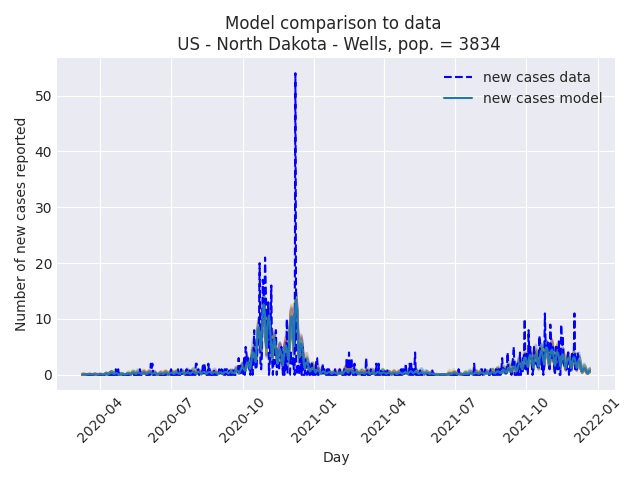 Model comparison to data
US - North Dakota - Wells, pop. = 3834
new cases data
new cases model
Number of new cases reported
50
40
30
20
10
0
2020-04
2020-07
2020-10
2021-01
2021-04
2021-07
2021-10
2022-01
Day